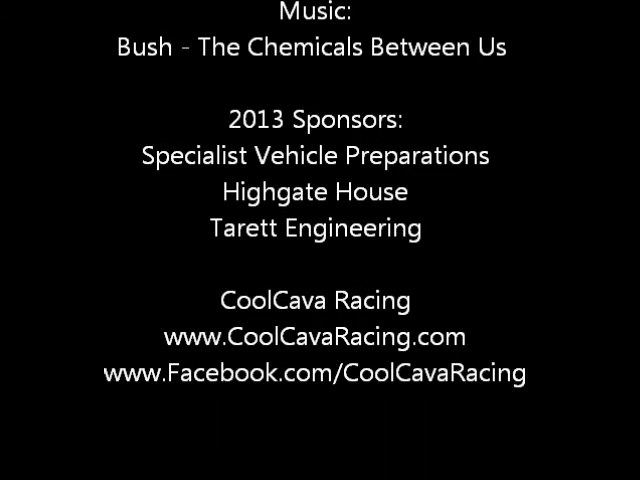 Music:
Bush - The Chemicals Between Us
2013 Sponsors:
Specialist Vehicle Preparations
Highgate House
Tarett Engineering
CoolCava Racing
www.CoolCavaRacing.com
www.Facebook.com/CoolCavaRacing